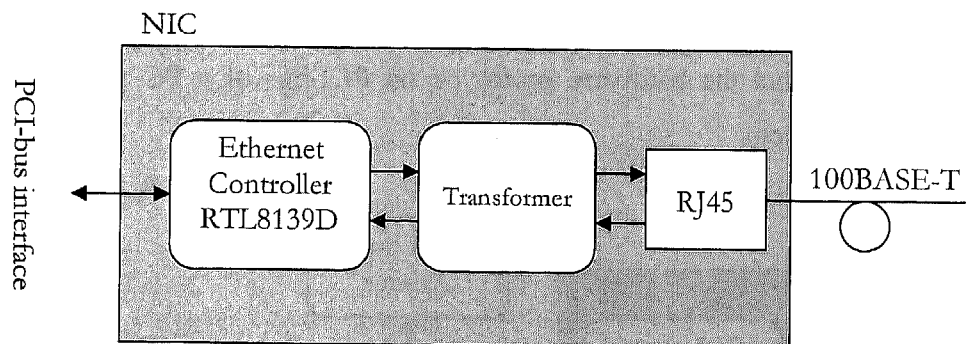 NIC
PCI-bus interface
Ethernet
Controller
RTL8139D
Transformer
RJ45
100BASE-T